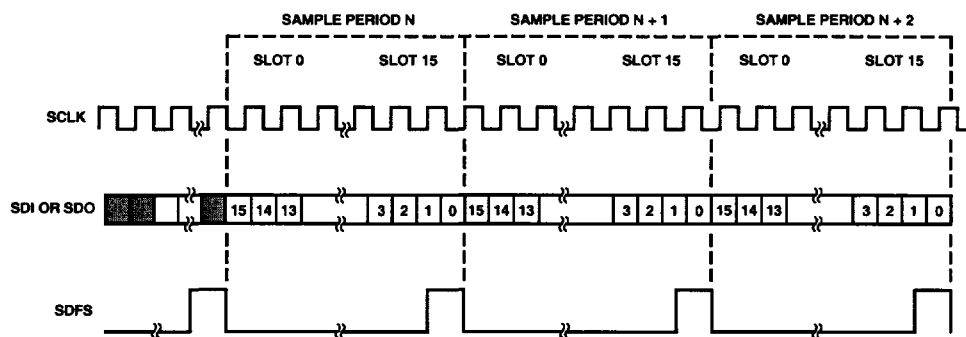 SAMPLE PERIOD N SAMPLE PERIOD N + 1 SAMPLE PERIOD N + 2
SLOT 0 SLOT 15 SLOT 0 SLOT 15 SLOT 0 SLOT 15
SCLK
SDI OR SDO 15 14 13 3 2 1 0 15 14 13 3 2 1 0 15 14 13 3 2 1 0
SDFS